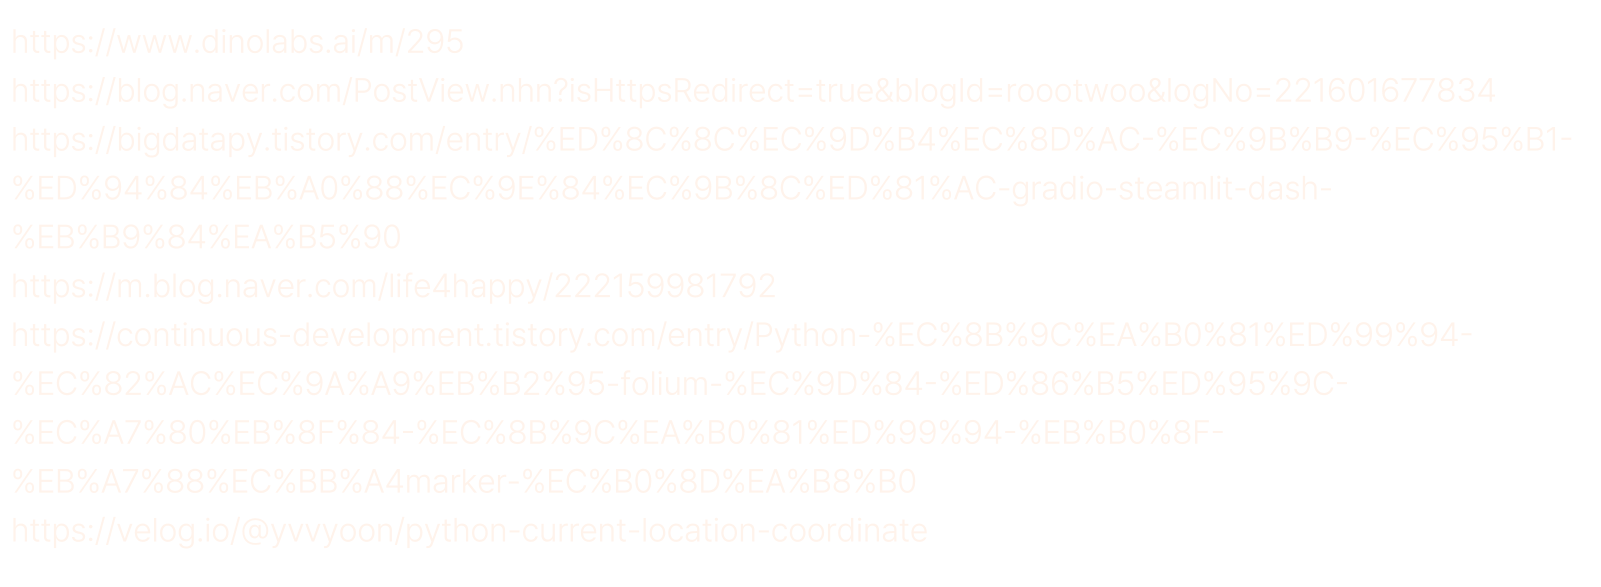 https://www.dinolabs.ai/m/295
https://blog.naver.com/PostView.nhn?isHttpsRedirect=true&blogId=roootwoo&logNo=221601677834
https://bigdatapy.tistory.com/entry/%ED%8C%8C%EC%9D%B4%EC%8D%AC-%EC%9B%B9-%EC%95%B1-
%ED%94%84%EB%A0%88%EC%9E%84%EC%9B%8C%ED%81%AC-gradio-steamlit-dash-
%EB%B9%84%EA%B5%90
https://m.blog.naver.com/life4happy/222159981792
https://continuous-development.tistory.com/entry/Python-%EC%8B%9C%EA%B0%81%ED%99%94-
%EC%82%AC%EC%9A%A9%EB%B2%95-folium-%EC%9D%84-%ED%86%B5%ED%95%9C-
%EC%A7%80%EB%8F%84-%EC%8B%9C%EA%B0%81%ED%99%94-%EB%B0%8F-
%EB%A7%88%EC%BB%A4marker-%EC%B0%8D%EA%B8%B0
https://velog.io/@yvvyoon/python-current-location-coordinate